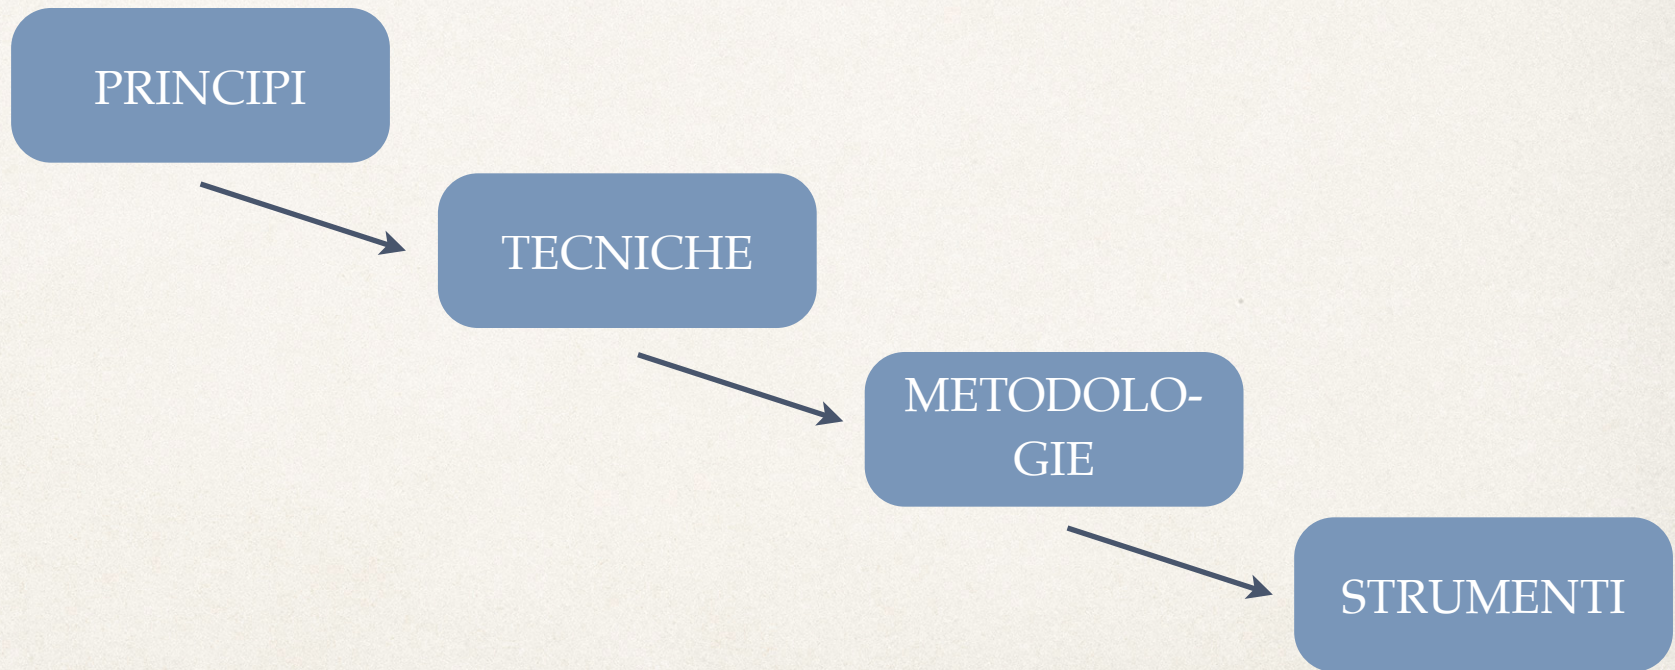 PRINCIPI
TECNICHE
METODOLO-
GIE
STRUMENTI